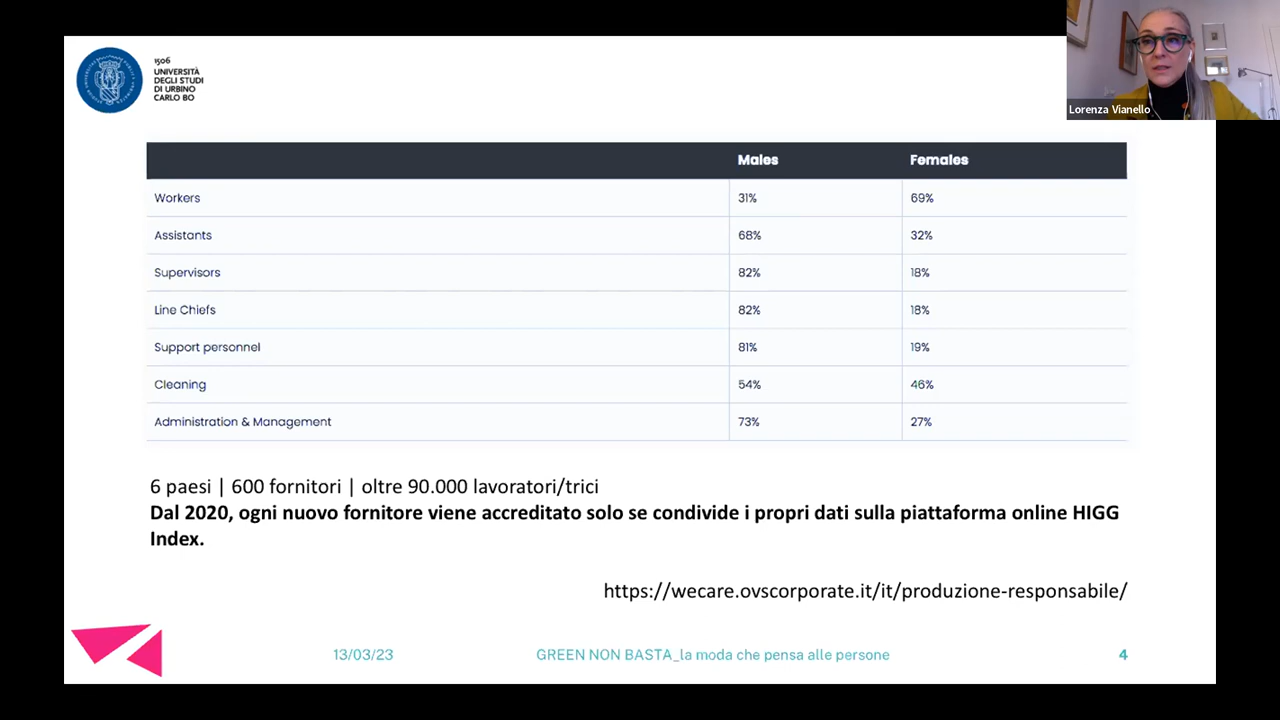 1506
UNIVERSITÀ
DEGLI STUDI
DI URBINO
CARLO BO
Lorenza Vianello
Males Females
Workers 31% 69%
Assistants 68% 32%
Supervisors 82% 18%
Line Chiefs 82% 18%
Support personnel 81% 19%
Cleaning 54% 46%
Administration & Management 73% 27%
6 paesi | 600 fornitori | oltre 90.000 lavoratori/trici
Dal 2020, ogni nuovo fornitore viene accreditato solo se condivide i propri dati sulla piattaforma online HIGG
Index.
https://wecare.ovscorporate.it/it/produzione-responsabile/
13/03/23 GREEN NON BASTA_la moda che pensa alle persone 4